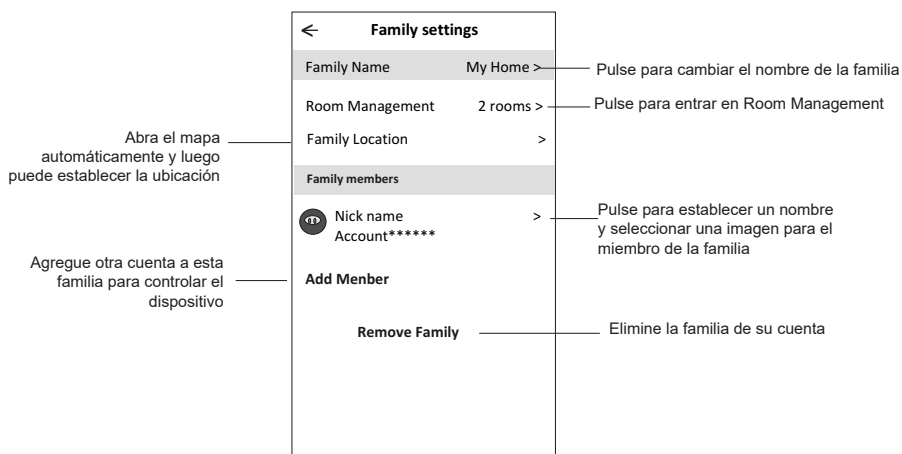 ← Family settings
Family Name My Home >
Pulse para cambiar el nombre de la familia
Room Management 2 rooms >
Pulse para entrar en Room Management
Family Location >
Abra el mapa
automáticamente y luego
puede establecer la ubicación
Family members
Nick name >
Account******
Pulse para establecer un nombre
y seleccionar una imagen para el
miembro de la familia
Agregue otra cuenta a esta
familia para controlar el
dispositivo
Add Menber
Remove Family
Elimine la familia de su cuenta